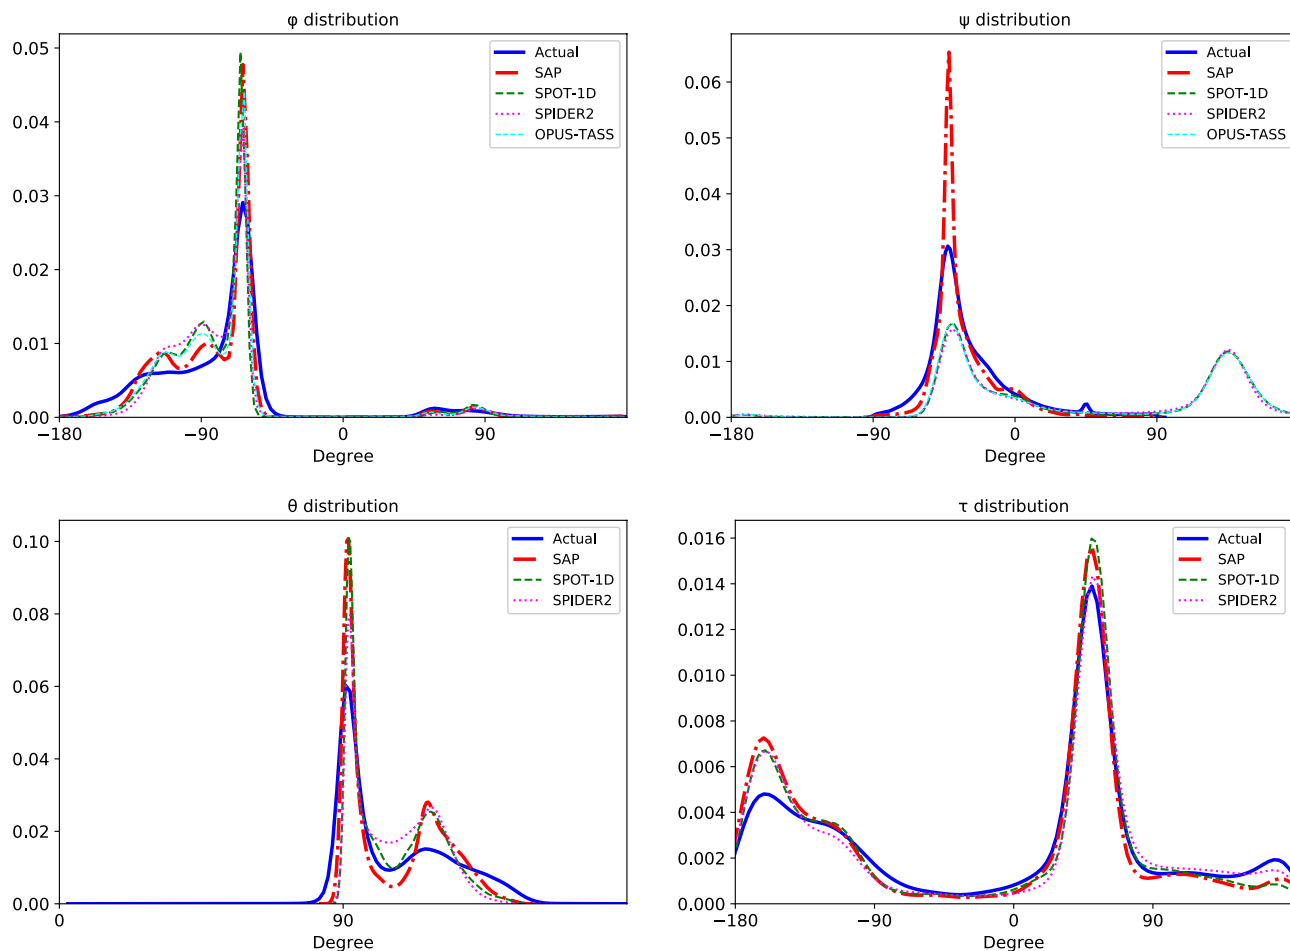 φ distribution
0.05
0.04
0.03
0.02
0.01
0.00
−180
−90
0
90
Degree
Actual
SAP
SPOT-1D
SPIDER2
OPUS-TASS
ψ distribution
0.06
0.05
0.04
0.03
0.02
0.01
0.00
−180
−90
0
90
Degree
Actual
SAP
SPOT-1D
SPIDER2
OPUS-TASS
θ distribution
0.10
0.08
0.06
0.04
0.02
0.00
0
90
Degree
Actual
SAP
SPOT-1D
SPIDER2
τ distribution
0.016
0.014
0.012
0.010
0.008
0.006
0.004
0.002
0.000
−180
−90
0
90
Degree
Actual
SAP
SPOT-1D
SPIDER2